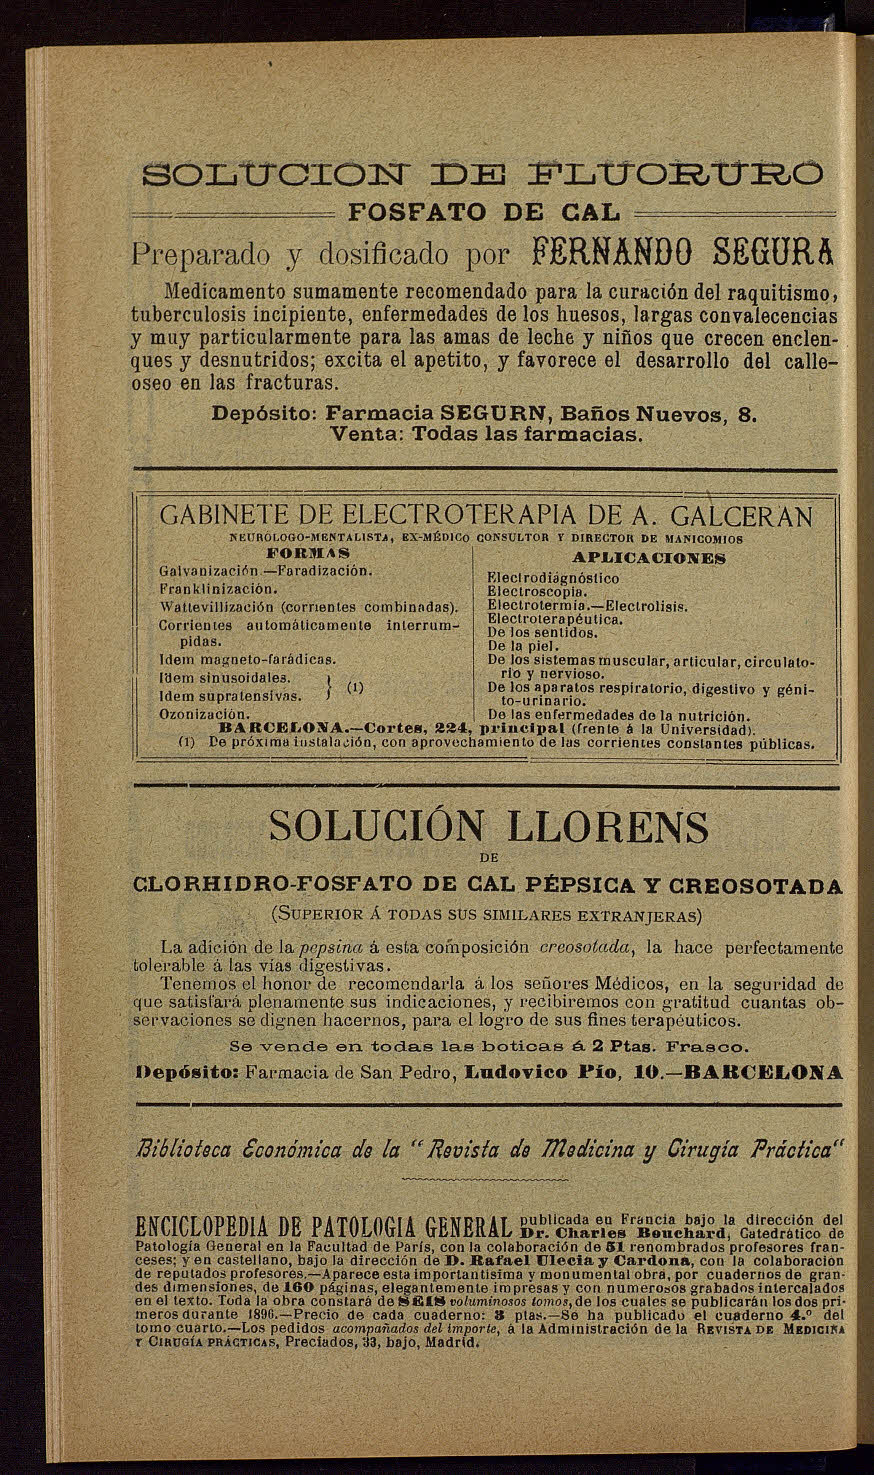 SOLUCION DE FLUORURO
FOSFATO DE CAL
Preparado y dosificado por FERNANDO SEGURA
Medicamento sumamente recomendado para la curación del raquitismo,
tuberculosis incipiente, enfermedades de los huesos, largas convalecencias
y muy particularmente para las amas de leche y niños que crecen enclen-
ques y desnutridos; excita el apetito, y favorece el desarrollo del calle-
oseo en las fracturas.
Depósito: Farmacia SEGURN, Baños Nuevos, 8.
Venta: Todas las farmacias.
GABINETE DE ELECTROTERAPIA DE A. GALCERAN
NEURÓLOGO-MENTALISTA, EX-MÉDICO CONSULTOR Y DIRECTOR DE MANICOMIOS
FORMAS
Galvanización.—Faradización.
Franklinización.
Wattevillización (corrientes combinadas).
Corrientes automáticamente interrum-
pidas.
Idem magneto-farádicas.
Idem sinusoidales.
Idem supratensivas. } (1)
Ozonización.
APLICACIONES
Electrodiágnóstico
Electroscopia.
Electrotermia.—Electrolisis.
Electroterapéutica.
De los sentidos.
De la piel.
De los sistemas muscular, articular, circulato-
rio y nervioso.
De los aparatos respiratorio, digestivo y géni-
to-urinario.
De las enfermedades de la nutrición.
BARCELONA.—Cortes, 224, principal (frente á la Universidad).
(1) De próxima instalación, con aprovechamiento de las corrientes constantes públicas.
SOLUCIÓN LLORENS
DE
CLORHIDRO-FOSFATO DE CAL PÉPSICA Y CREOSOTADA
(SUPERIOR Á TODAS SUS SIMILARES EXTRANJERAS)
La adición de la pepsina á esta composición creosotada, la hace perfectamente
tolerable á las vías digestivas.
Tenemos el honor de recomendarla á los señores Médicos, en la seguridad de
que satisfará plenamente sus indicaciones, y recibiremos con gratitud cuantas ob-
servaciones se dignen hacernos, para el logro de sus fines terapéuticos.
Se vende en todas las boticas á 2 Ptas. Frasco.
Depósito: Farmacia de San Pedro, Ludovico Pío, 10.—BARCELONA
Biblioteca Económica de la “Revista de Medicina y Cirugía Práctica“
ENCICLOPEDIA DE PATOLOGIA GENERAL publicada en Francia bajo la dirección del
Dr. Charles Bouchard, Catedrático de
Patología General en la Facultad de París, con la colaboración de 51 renombrados profesores fran-
ceses; y en castellano, bajo la dirección de D. Rafael Ulecia y Cardona, con la colaboración
de reputados profesores.—Aparece esta importantísima y monumental obra, por cuadernos de gran-
des dimensiones, de 160 páginas, elegantemente impresas y con numerosos grabados intercalados
en el texto. Toda la obra constará de SEIS voluminosos tomos, de los cuales se publicarán los dos pri-
meros durante 1896.—Precio de cada cuaderno: 3 ptas.—Se ha publicado el cuaderno 4.º del
tomo cuarto.—Los pedidos acompañados del importe, á la Administración de la REVISTA DE MEDICINA
Y CIRUGÍA PRÁCTICAS, Preciados, 33, bajo, Madrid.